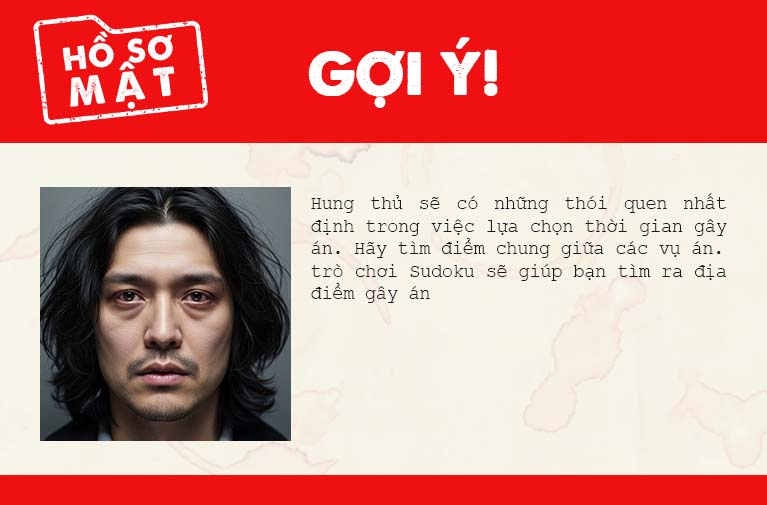 HỒ SƠ
MẬT
GỢI Ý!
Hung thủ sẽ có những thói quen nhất
định trong việc lựa chọn thời gian gây
án. Hãy tìm điểm chung giữa các vụ án.
trò chơi Sudoku sẽ giúp bạn tìm ra địa
điểm gây án